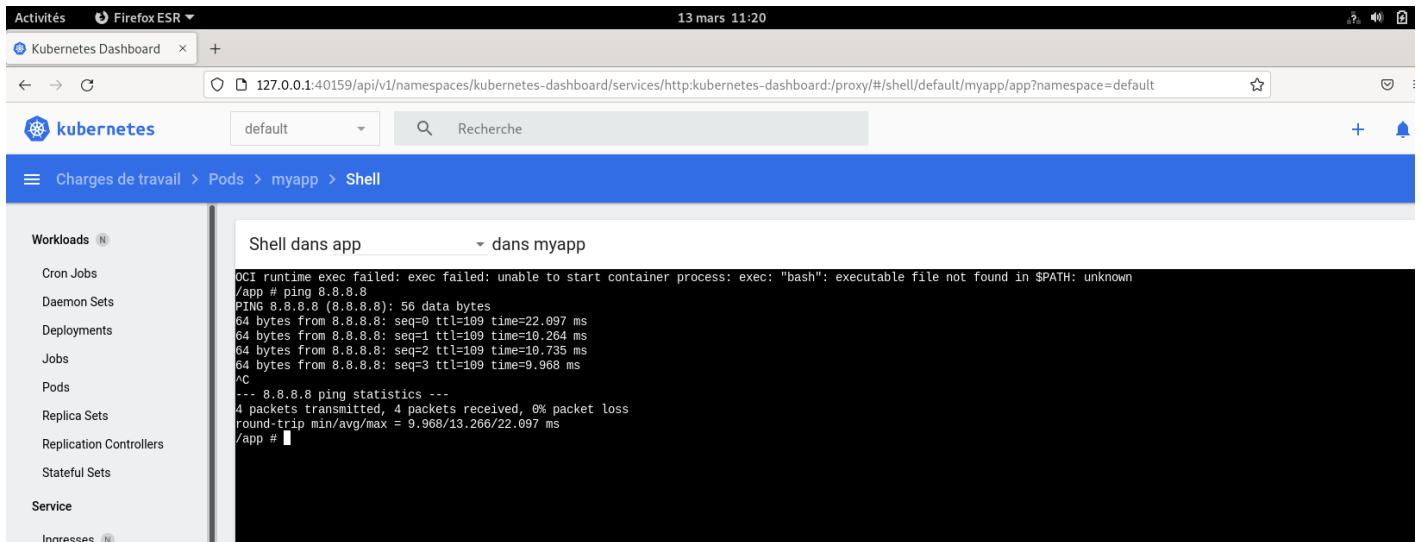 Activités Firefox ESR 13 mars 11:20
Kubernetes Dashboard × +
127.0.0.1:40159/api/v1/namespaces/kubernetes-dashboard/services/http:kubernetes-dashboard:/proxy/#/shell/default/myapp/app?namespace=default
kubernetes default Recherche +
Charges de travail > Pods > myapp > Shell
Workloads N
Cron Jobs
Daemon Sets
Deployments
Jobs
Pods
Replica Sets
Replication Controllers
Stateful Sets
Service
Ingresses N
Shell dans app dans myapp
OCI runtime exec failed: exec failed: unable to start container process: exec: "bash": executable file not found in $PATH: unknown
/app # ping 8.8.8.8
PING 8.8.8.8 (8.8.8.8): 56 data bytes
64 bytes from 8.8.8.8: seq=0 ttl=109 time=22.097 ms
64 bytes from 8.8.8.8: seq=1 ttl=109 time=10.264 ms
64 bytes from 8.8.8.8: seq=2 ttl=109 time=10.735 ms
64 bytes from 8.8.8.8: seq=3 ttl=109 time=9.968 ms
^C
--- 8.8.8.8 ping statistics ---
4 packets transmitted, 4 packets received, 0% packet loss
round-trip min/avg/max = 9.968/13.266/22.097 ms
/app #